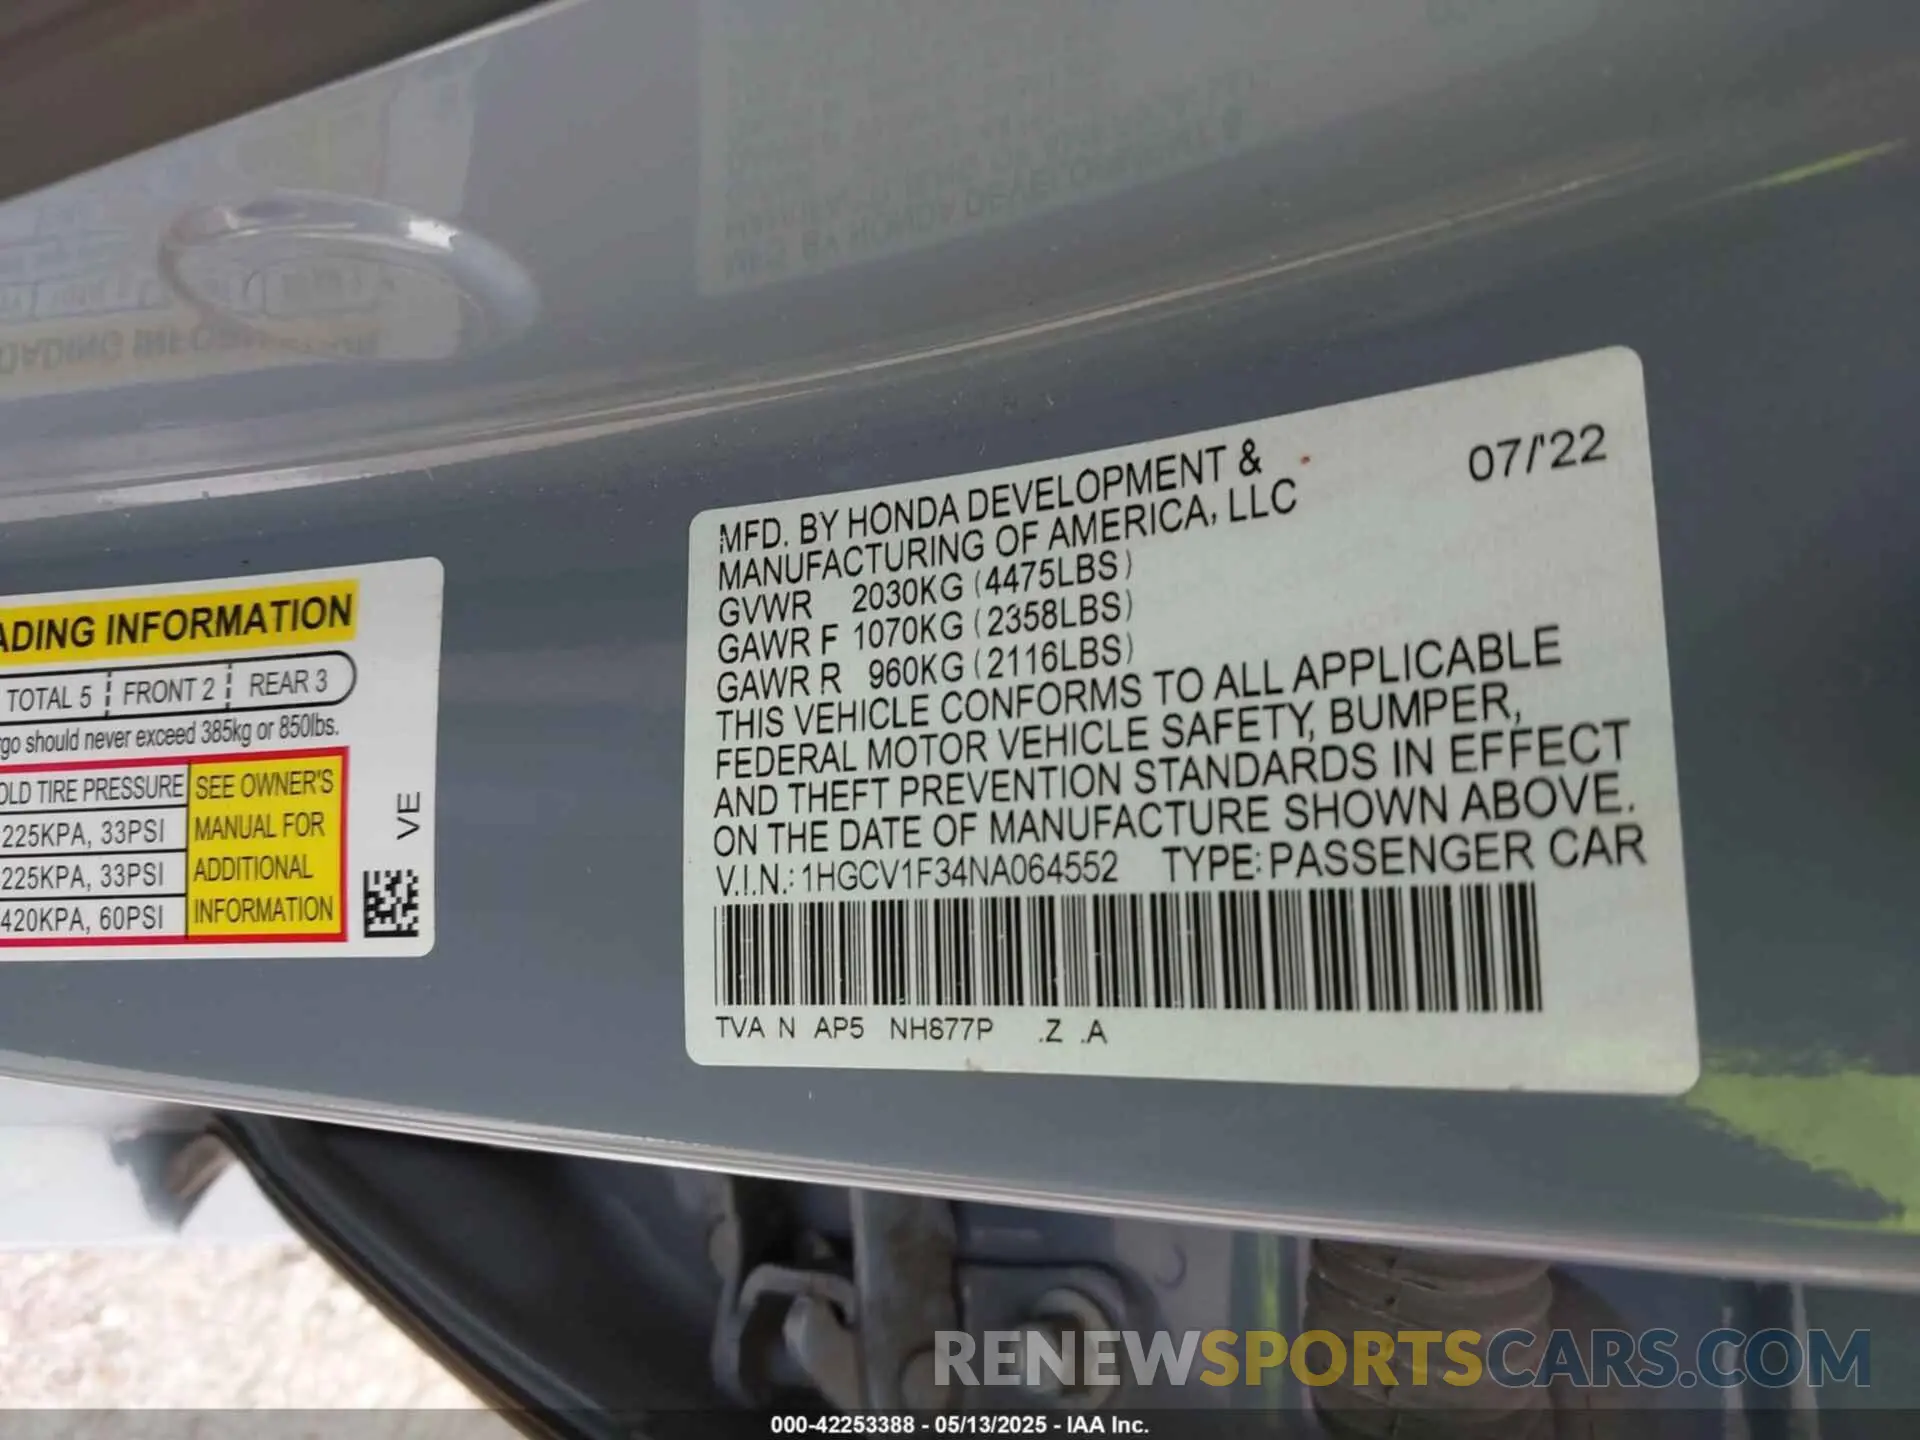 ADING INFORMATION
TOTAL 5 FRONT 2 REAR 3
rgo should never exceed 385kg or 850lbs.
OLD TIRE PRESSURE
225KPA, 33PSI
225KPA, 33PSI
420KPA, 60PSI
SEE OWNER'S
MANUAL FOR
ADDITIONAL
INFORMATION
VE
07/'22
MFD. BY HONDA DEVELOPMENT &
MANUFACTURING OF AMERICA, LLC
GVWR 2030KG (4475LBS)
GAWR F 1070KG (2358LBS)
GAWR R 960KG (2116LBS)
THIS VEHICLE CONFORMS TO ALL APPLICABLE
FEDERAL MOTOR VEHICLE SAFETY, BUMPER,
AND THEFT PREVENTION STANDARDS IN EFFECT
ON THE DATE OF MANUFACTURE SHOWN ABOVE.
V.I.N.: 1HGCV1F34NA064552 TYPE: PASSENGER CAR
TVA N AP5 NH877P .Z .A
RENEWSPORTSCARS.COM
000-42253388 - 05/13/2025 - IAA Inc.